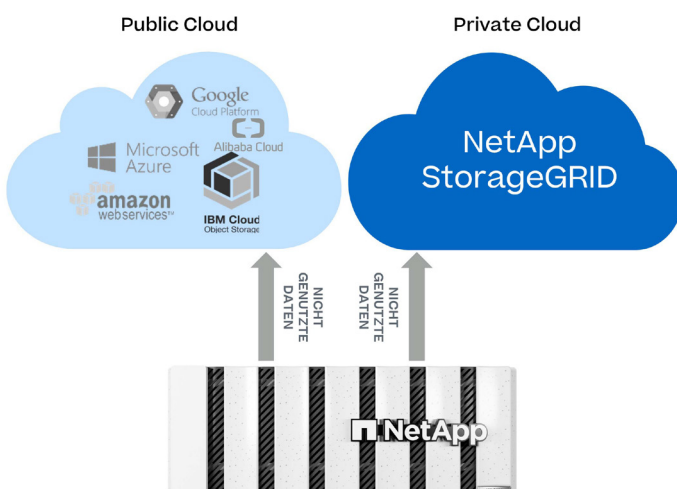 Public Cloud
Private Cloud
Google
Cloud Platform
Alibaba Cloud
Microsoft
Azure
amazon
webservices™
IBM Cloud
Object Storage
NetApp
StorageGRID
NICHT
GENUTZTE
DATEN
NICHT
GENUTZTE
DATEN
NetApp